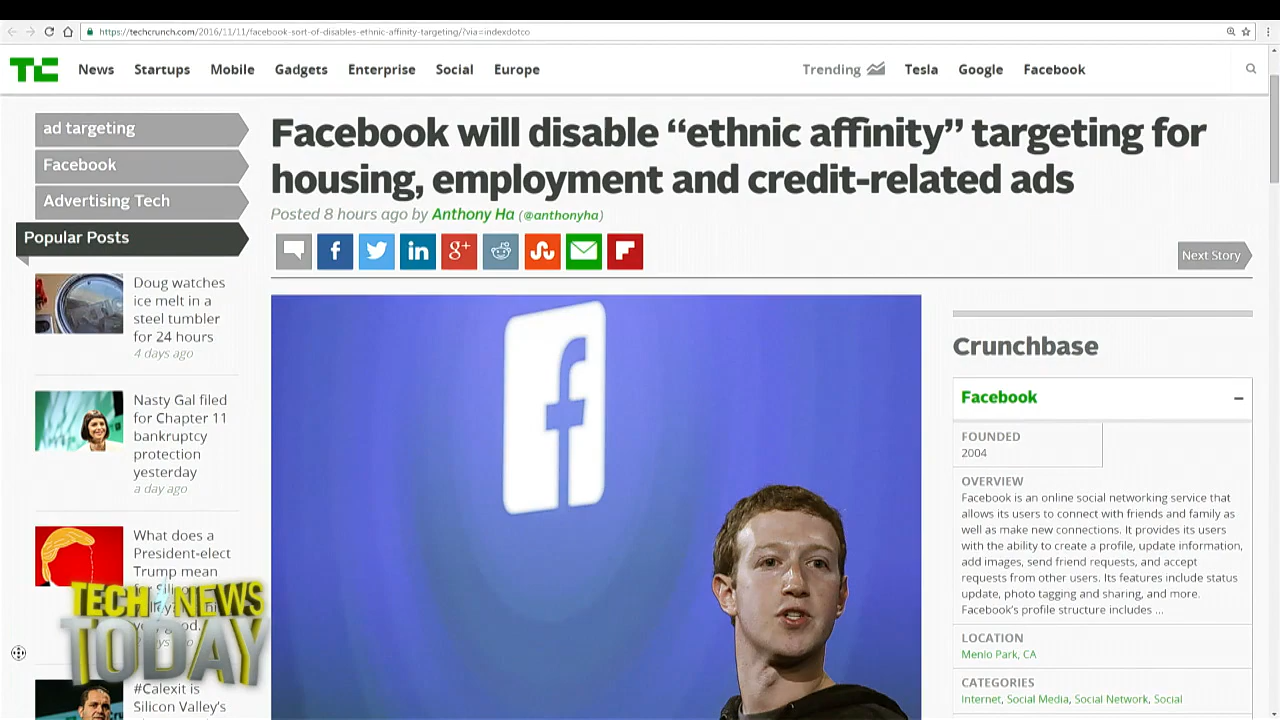 https://techcrunch.com/2016/11/11/facebook-sort-of-disables-ethnic-affinity-targeting/?via=indexdotco
TC
News
Startups
Mobile
Gadgets
Enterprise
Social
Europe
Trending
Tesla
Google
Facebook
ad targeting
Facebook
Advertising Tech
Popular Posts
Doug watches
ice melt in a
steel tumbler
for 24 hours
4 days ago
Nasty Gal filed
for Chapter 11
bankruptcy
protection
yesterday
a day ago
What does a
President-elect
Trump mean
#Calexit is
Silicon Valley's
TECH NEWS
TODAY
Facebook will disable “ethnic affinity” targeting for
housing, employment and credit-related ads
Posted 8 hours ago by Anthony Ha (@anthonyha)
f
in
g+
Next Story
f
Crunchbase
Facebook
FOUNDED
2004
OVERVIEW
Facebook is an online social networking service that
allows its users to connect with friends and family as
well as make new connections. It provides its users
with the ability to create a profile, update information,
add images, send friend requests, and accept
requests from other users. Its features include status
update, photo tagging and sharing, and more.
Facebook's profile structure includes ...
LOCATION
Menlo Park, CA
CATEGORIES
Internet, Social Media, Social Network, Social